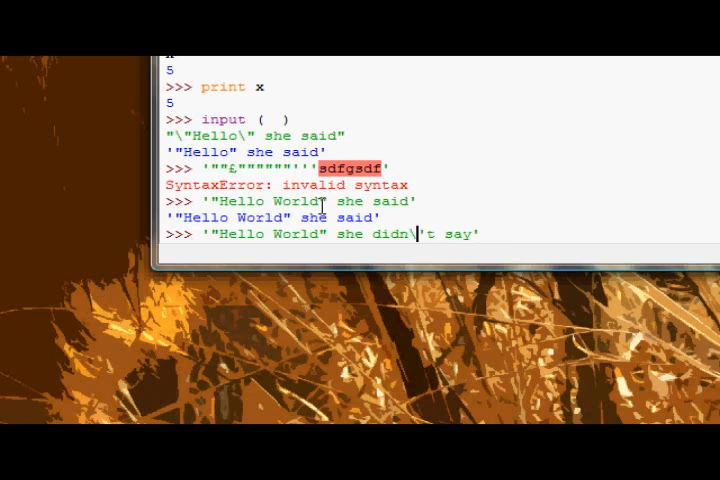 5
>>> print x
5
>>> input (  )
"\"Hello\" she said"
'"Hello" she said'
>>> '""£""""""'''sdfgsdf'
SyntaxError: invalid syntax
>>> '"Hello World" she said'
'"Hello World" she said'
>>> '"Hello World" she didn\'t say'